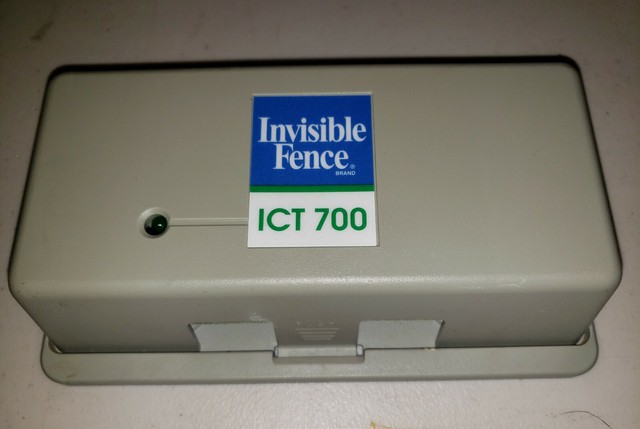 Invisible
Fence®
BRAND
ICT 700